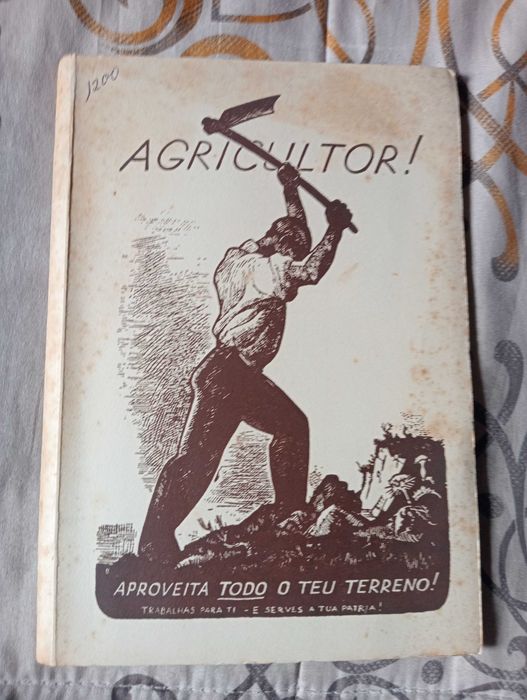 1200
AGRICULTOR!
APROVEITA TODO O TEU TERRENO!
TRABALHAS PARA TI - E SERVES A TUA PATRIA!